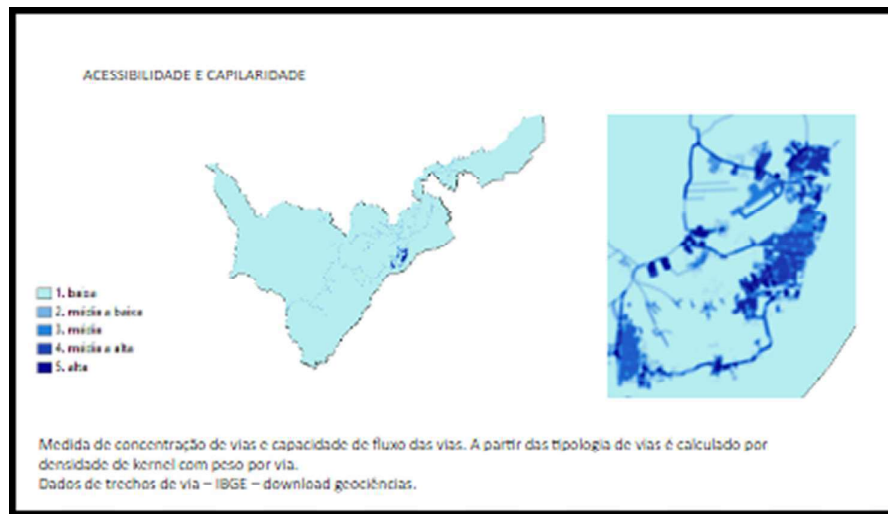 ACESSIBILIDADE E CAPILARIDADE
1. baixa
2. média a baixa
3. média
4. média a alta
5. alta
Medida de concentração de vias e capacidade de fluxo das vias. A partir das tipologia de vias é calculado por
densidade de kernel com peso por via.
Dados de trechos de via – IBGE – download geociências.